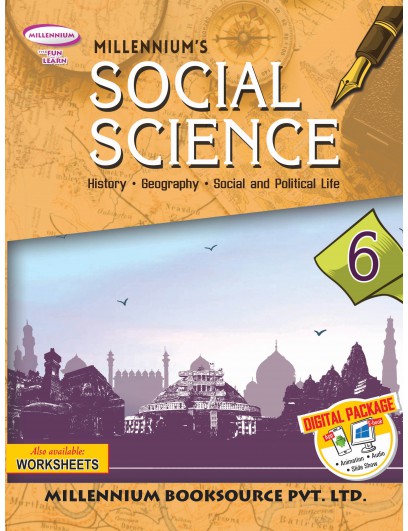 MILLENNIUM
FUN
LEARN
MILLENNIUM'S
SOCIAL
SCIENCE
History • Geography • Social and Political Life
6
DIGITAL PACKAGE
• Animation • Audio
• Slide Show
Also available:
WORKSHEETS
MILLENNIUM BOOKSOURCE PVT. LTD.